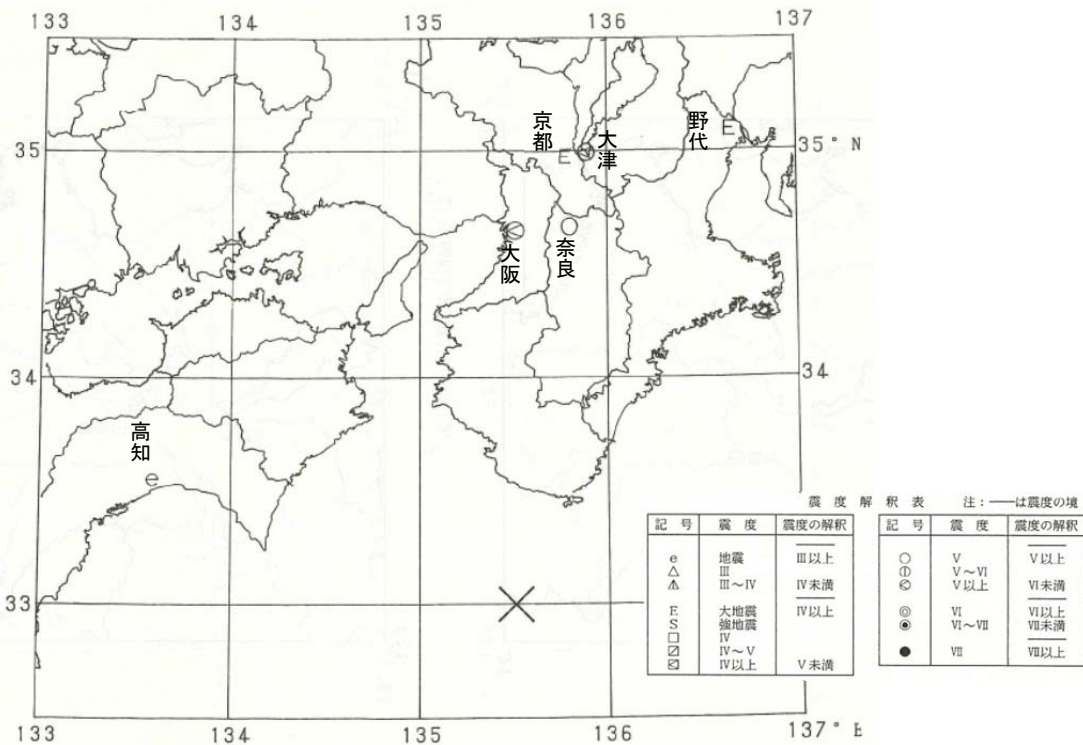 133
134
135
136
137
京都
E
大津
野代
E
35
35° N
大阪
奈良
34
34
高知
e
33
133
134
135
136
137° E
震度解釈表 注:──は震度の境
記号 震度 震度の解釈
e 地震 III以上
△ III
III～IV IV未満
E 大地震 IV以上
S 強地震
□ IV
IV～V
IV以上 V未満
記号 震度 震度の解釈
○ V V以上
V～VI
V以上 VI未満
◎ VI VI以上
VI～VII VII未満
● VII VII以上